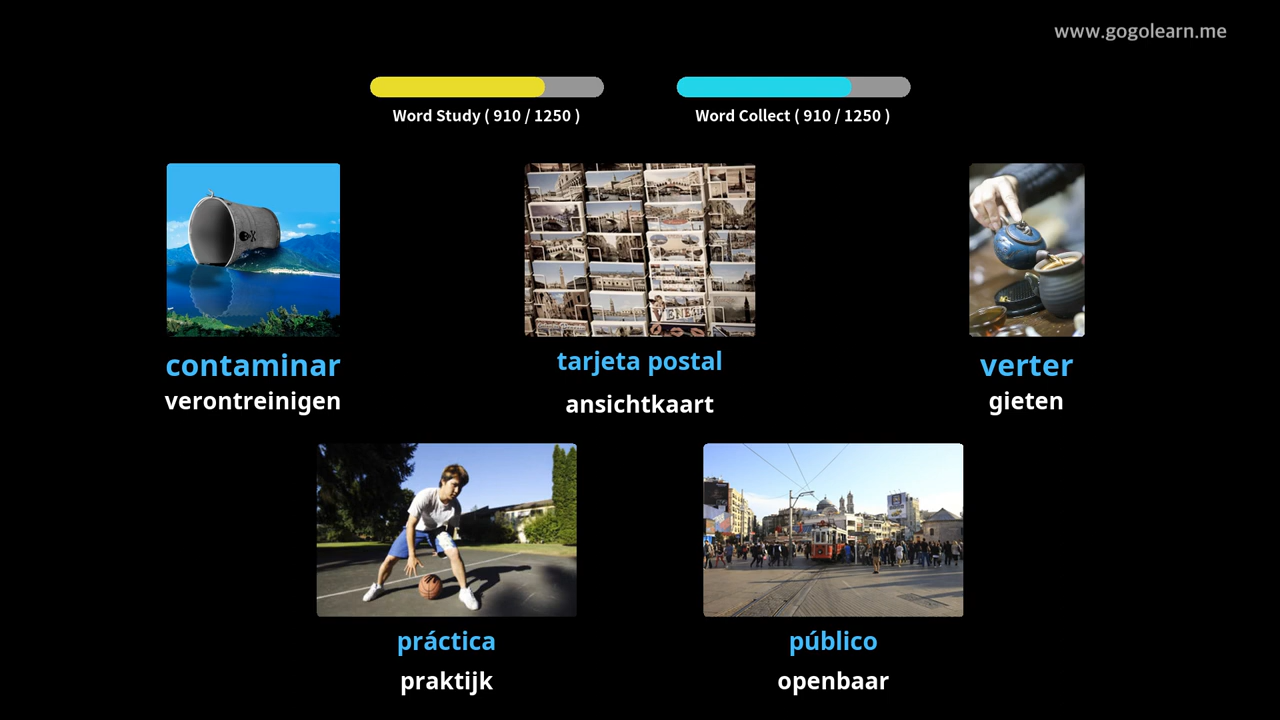 www.gogolearn.me
Word Study ( 910 / 1250 )
Word Collect ( 910 / 1250 )
contaminar
verontreinigen
tarjeta postal
ansichtkaart
verter
gieten
práctica
praktijk
público
openbaar